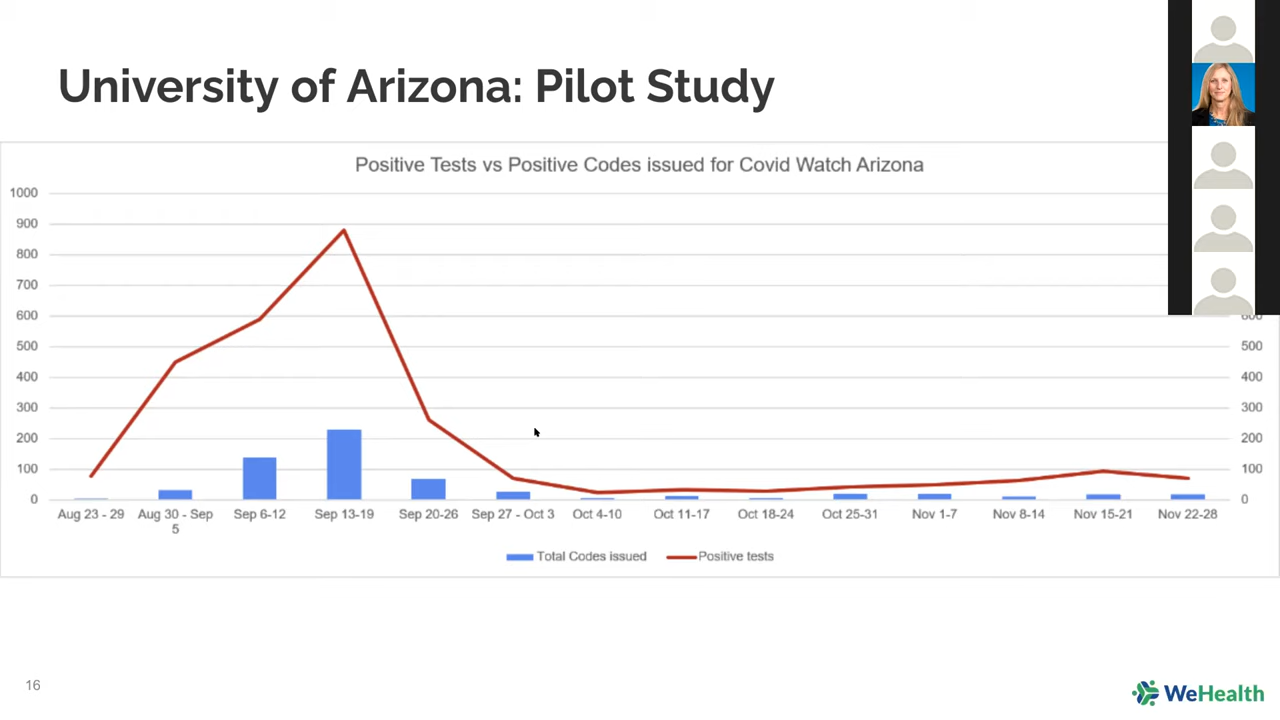 University of Arizona: Pilot Study
Positive Tests vs Positive Codes issued for Covid Watch Arizona
1000
900
800
700
600
500
400
300
200
100
0
600
500
400
300
200
100
0
Aug 23 - 29
Aug 30 - Sep
5
Sep 6-12
Sep 13-19
Sep 20-26
Sep 27 - Oct 3
Oct 4-10
Oct 11-17
Oct 18-24
Oct 25-31
Nov 1-7
Nov 8-14
Nov 15-21
Nov 22-28
Total Codes issued
Positive tests
16
WeHealth